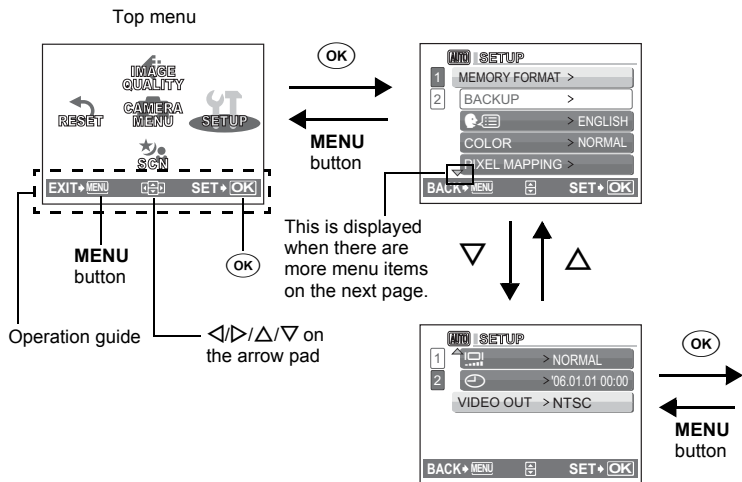 Top menu
IMAGE
QUALITY
RESET
CAMERA
MENU
SETUP
SCN
EXIT MENU SET OK
OK
MENU
button
AUTO SETUP
1 MEMORY FORMAT >
2 BACKUP >
> ENGLISH
COLOR > NORMAL
PIXEL MAPPING >
BACK MENU SET OK
MENU
button
OK
Operation guide
◁/▷/△/▽ on
the arrow pad
This is displayed
when there are
more menu items
on the next page.
▽ △
AUTO SETUP
1 > NORMAL
2 > '06.01.01 00:00
VIDEO OUT > NTSC
BACK MENU SET OK
OK
MENU
button